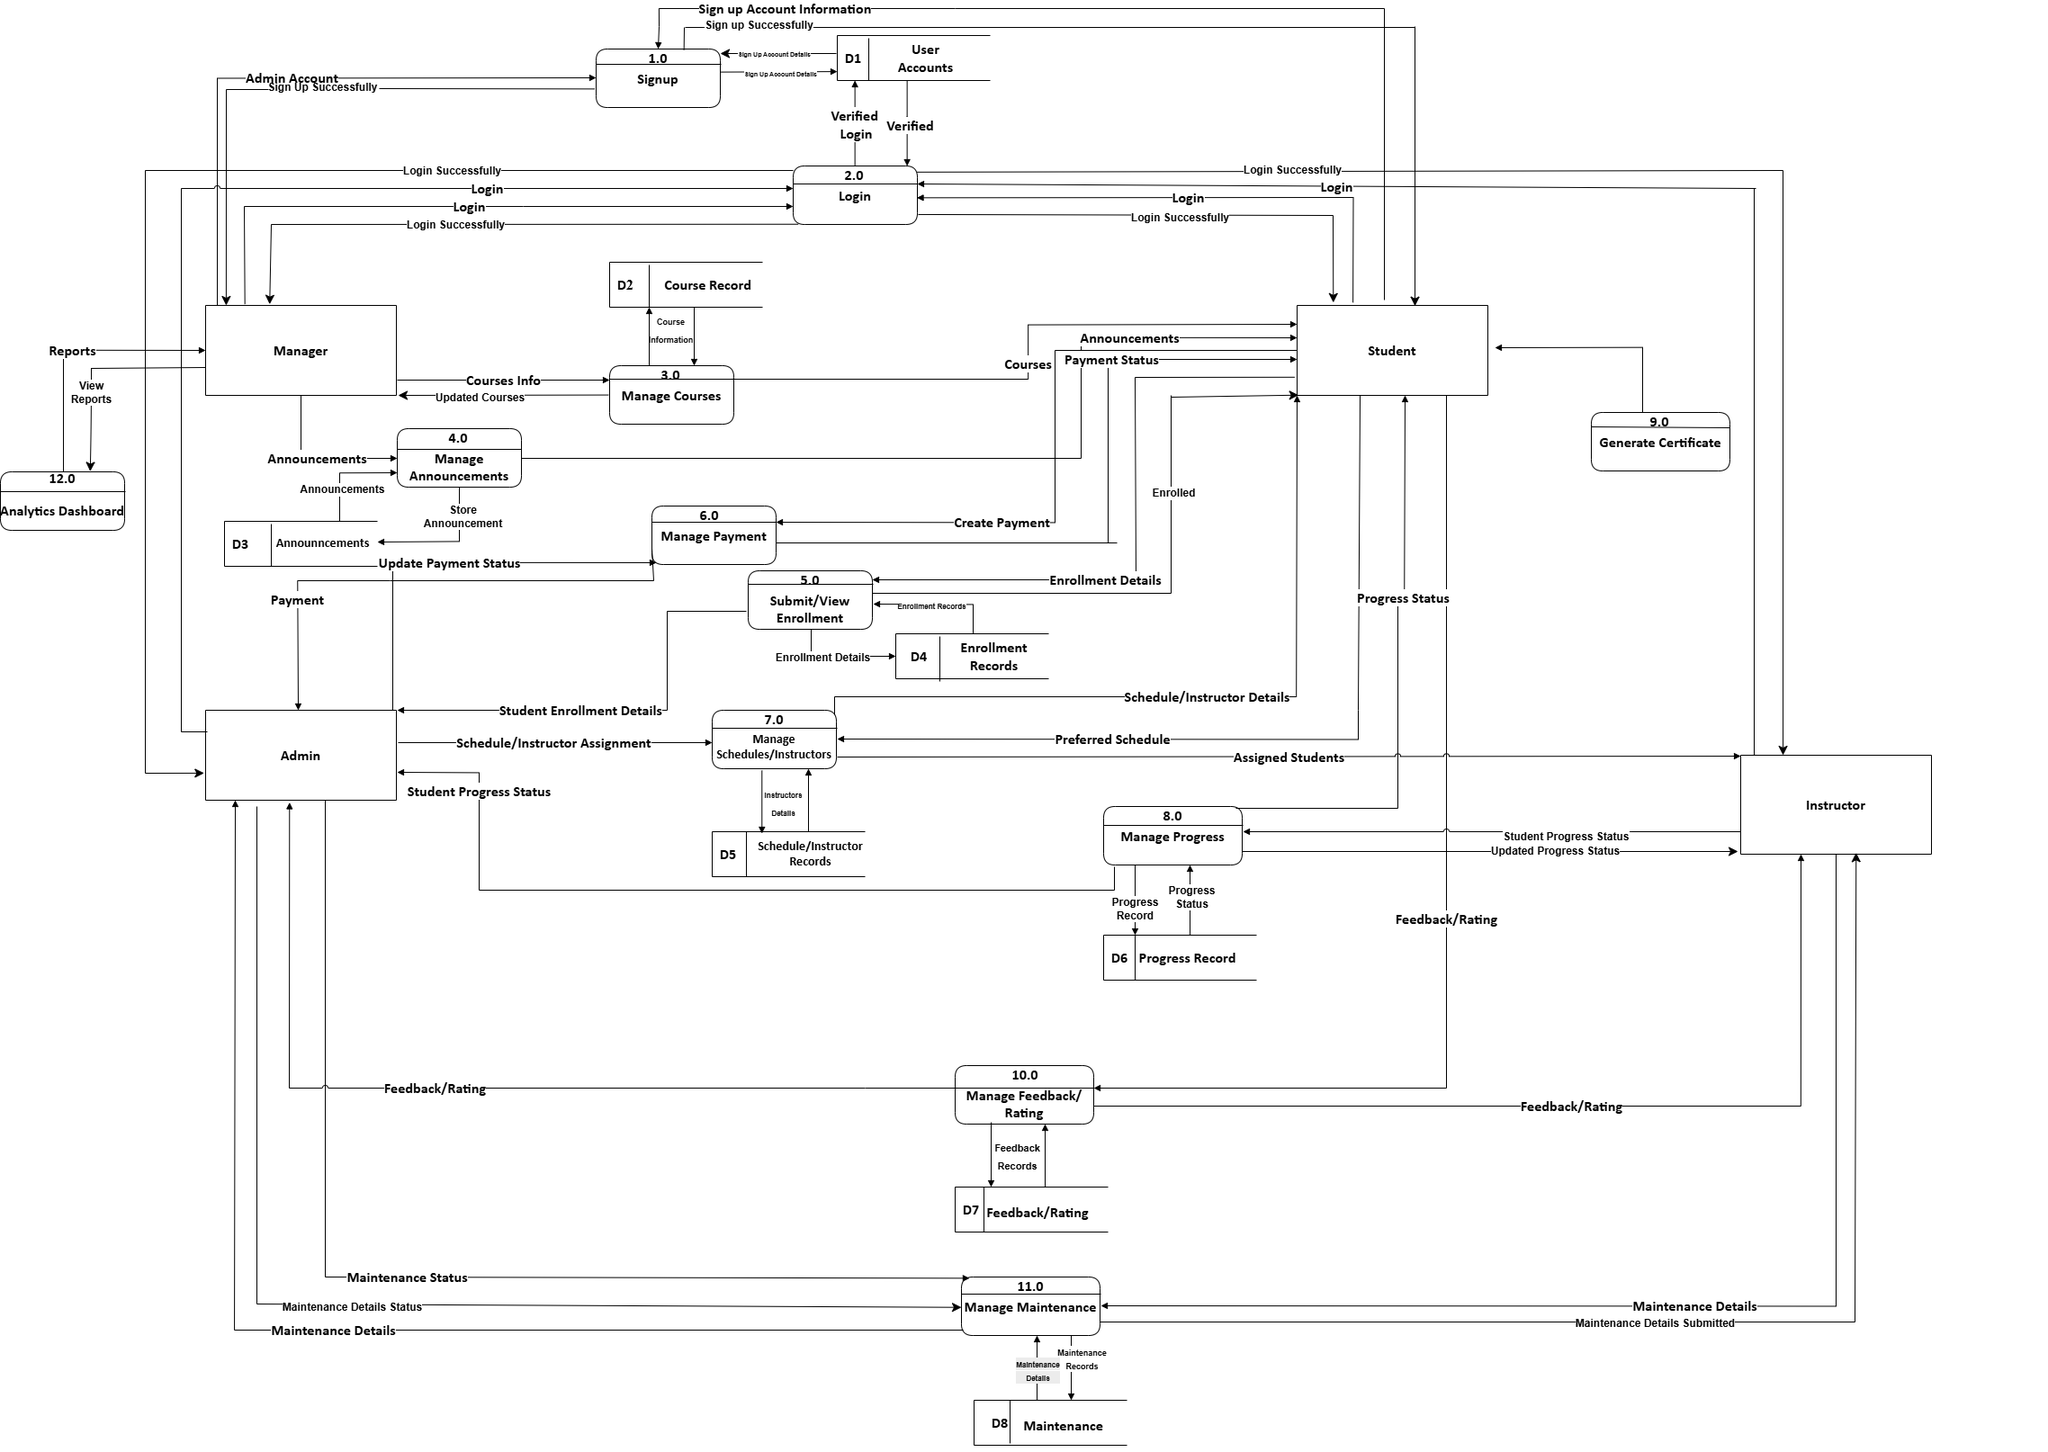 Sign up Account Information
Sign up Successfully
1.0
Signup
Sign Up Account Details
Sign Up Account Details
D1
User
Accounts
Admin Account
Sign Up Successfully
Verified
Login
Verified
Login Successfully
Login
Login
Login Successfully
2.0
Login
Login Successfully
Login
Login
Login Successfully
D2
Course Record
Course
Information
Manager
Student
Reports
View
Reports
Courses Info
Updated Courses
3.0
Manage Courses
Announcements
Payment Status
Courses
9.0
Generate Certificate
4.0
Manage
Announcements
Announcements
Announcements
Store
Announcement
12.0
Analytics Dashboard
D3
Announncements
Enrolled
6.0
Manage Payment
Create Payment
Update Payment Status
Payment
5.0
Submit/View
Enrollment
Enrollment Details
Enrollment Records
Progress Status
Enrollment Details
D4
Enrollment
Records
Student Enrollment Details
Schedule/Instructor Details
7.0
Manage
Schedules/Instructors
Schedule/Instructor Assignment
Preferred Schedule
Assigned Students
Admin
Student Progress Status
Instructors
Details
Instructor
8.0
Manage Progress
Student Progress Status
Updated Progress Status
D5
Schedule/Instructor
Records
Progress
Record
Progress
Status
Feedback/Rating
D6
Progress Record
10.0
Manage Feedback/
Rating
Feedback/Rating
Feedback/Rating
Feedback
Records
D7
Feedback/Rating
Maintenance Status
11.0
Manage Maintenance
Maintenance Details Status
Maintenance Details
Maintenance Details
Maintenance Details Submitted
Maintenance
Details
Maintenance
Records
D8
Maintenance